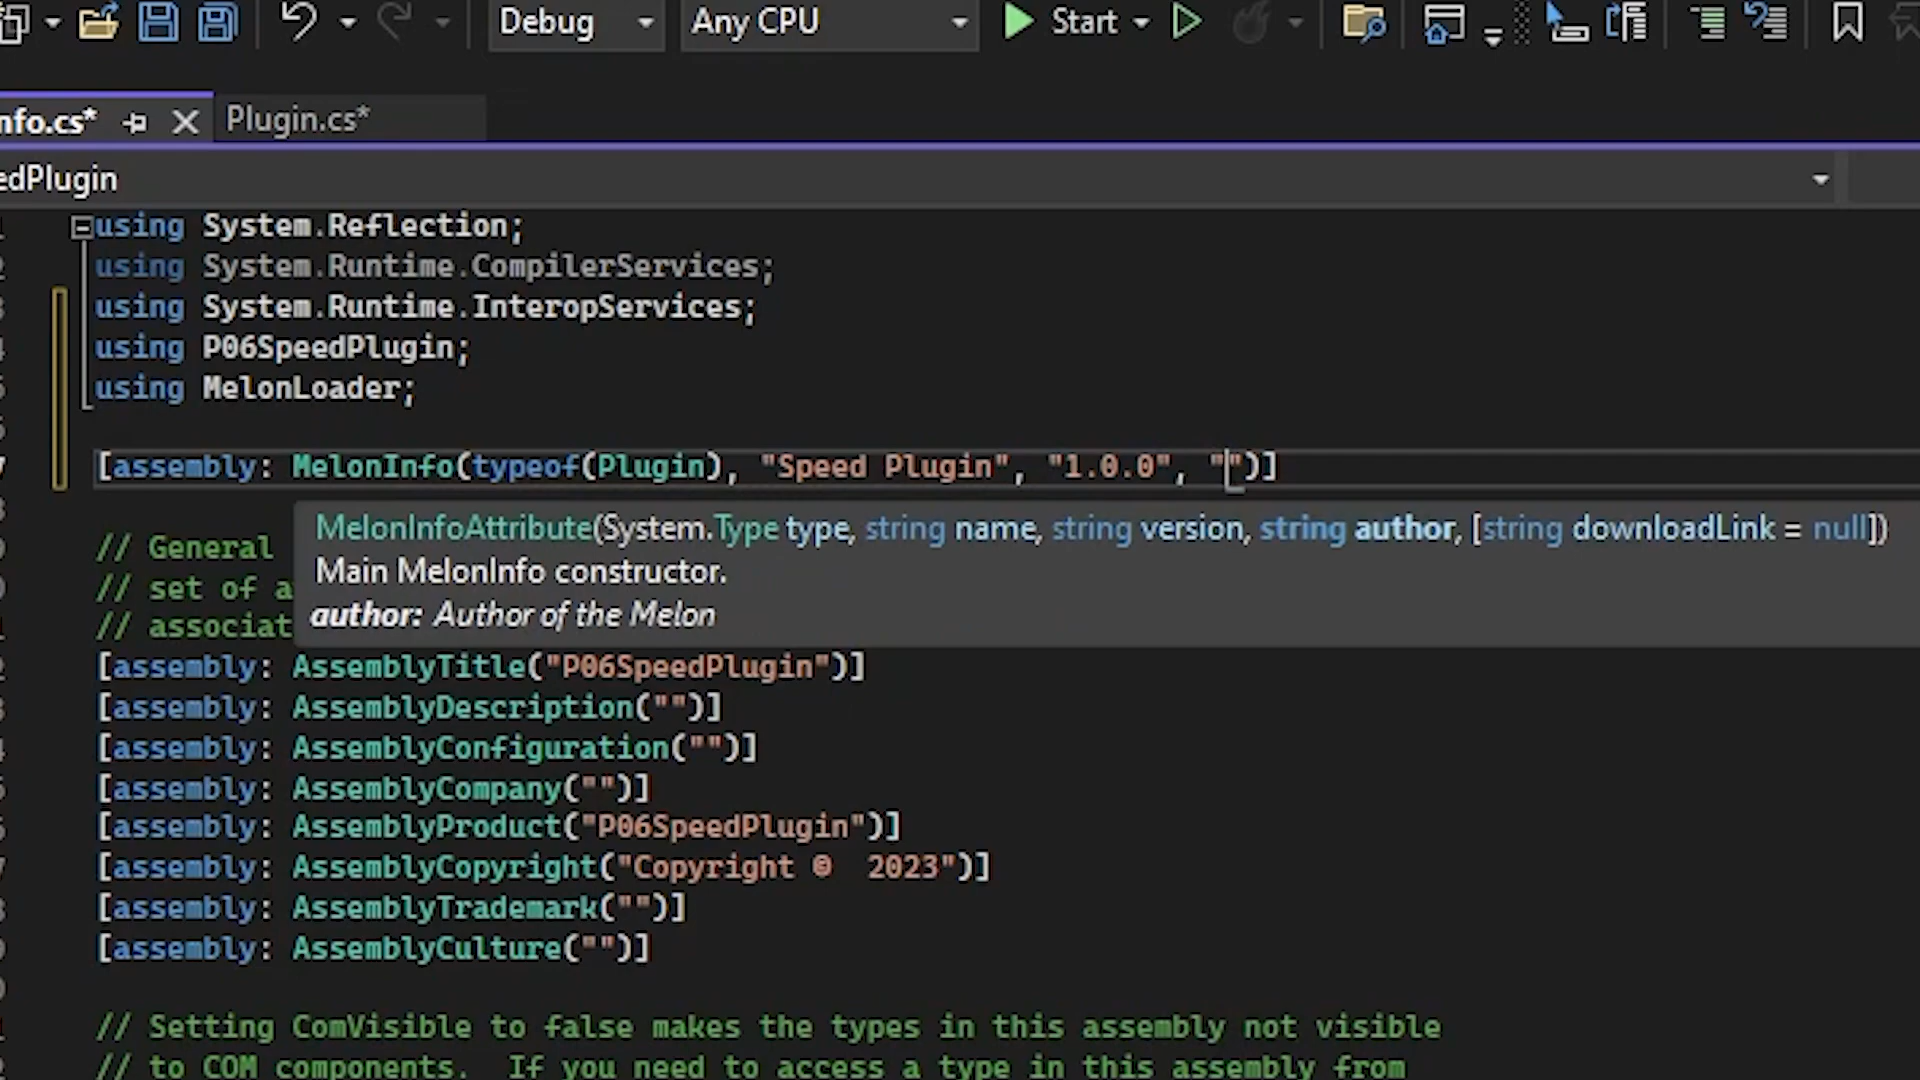 Debug Any CPU Start
nfo.cs* Plugin.cs*
edPlugin
using System.Reflection;
using System.Runtime.CompilerServices;
using System.Runtime.InteropServices;
using P06SpeedPlugin;
using MelonLoader;
[assembly: MelonInfo(typeof(Plugin), "Speed Plugin", "1.0.0", "")]
MelonInfoAttribute(System.Type type, string name, string version, string author, [string downloadLink = null])
Main MelonInfo constructor.
author: Author of the Melon
// General
// set of a
// associat
[assembly: AssemblyTitle("P06SpeedPlugin")]
[assembly: AssemblyDescription("")]
[assembly: AssemblyConfiguration("")]
[assembly: AssemblyCompany("")]
[assembly: AssemblyProduct("P06SpeedPlugin")]
[assembly: AssemblyCopyright("Copyright ©  2023")]
[assembly: AssemblyTrademark("")]
[assembly: AssemblyCulture("")]
// Setting ComVisible to false makes the types in this assembly not visible
// to COM components.  If you need to access a type in this assembly from